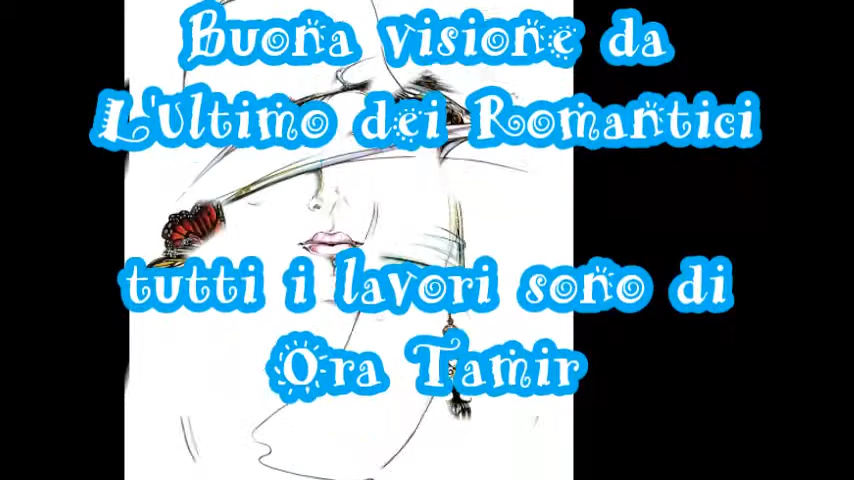 Buona visione da
L'Ultimo dei Romantici
tutti i lavori sono di
Ora Tamir